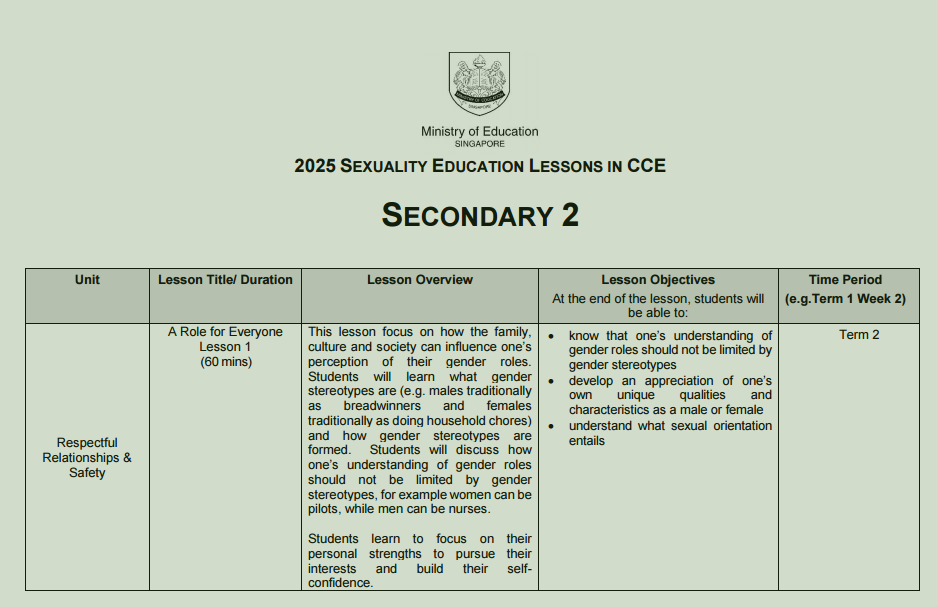 Ministry of Education
SINGAPORE
2025 SEXUALITY EDUCATION LESSONS IN CCE
SECONDARY 2
Unit
Lesson Title/ Duration
Lesson Overview
Lesson Objectives
At the end of the lesson, students will
be able to:
Time Period
(e.g.Term 1 Week 2)
Respectful
Relationships &
Safety
A Role for Everyone
Lesson 1
(60 mins)
This lesson focus on how the family,
culture and society can influence one's
perception of their gender roles.
Students will learn what gender
stereotypes are (e.g. males traditionally
as breadwinners and females
traditionally as doing household chores)
and how gender stereotypes are
formed. Students will discuss how
one's understanding of gender roles
should not be limited by gender
stereotypes, for example women can be
pilots, while men can be nurses.
Students learn to focus on their
personal strengths to pursue their
interests and build their self-
confidence.
• know that one's understanding of
gender roles should not be limited by
gender stereotypes
• develop an appreciation of one's
own unique qualities and
characteristics as a male or female
• understand what sexual orientation
entails
Term 2